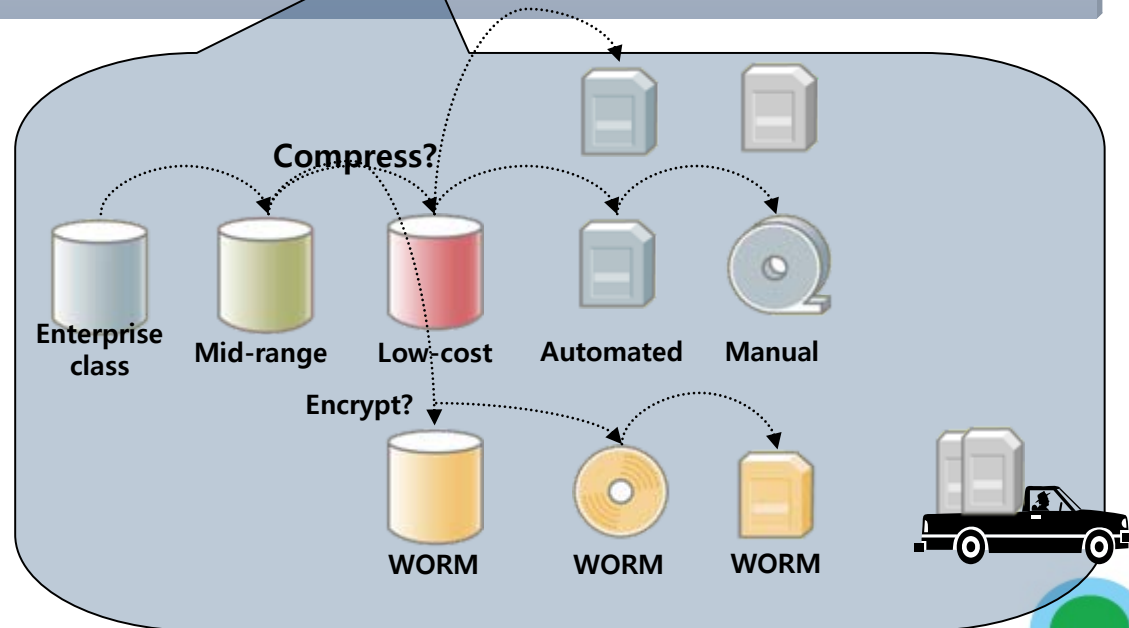 Compress?
Enterprise
class
Mid-range
Low-cost
Automated
Manual
Encrypt?
WORM
WORM
WORM